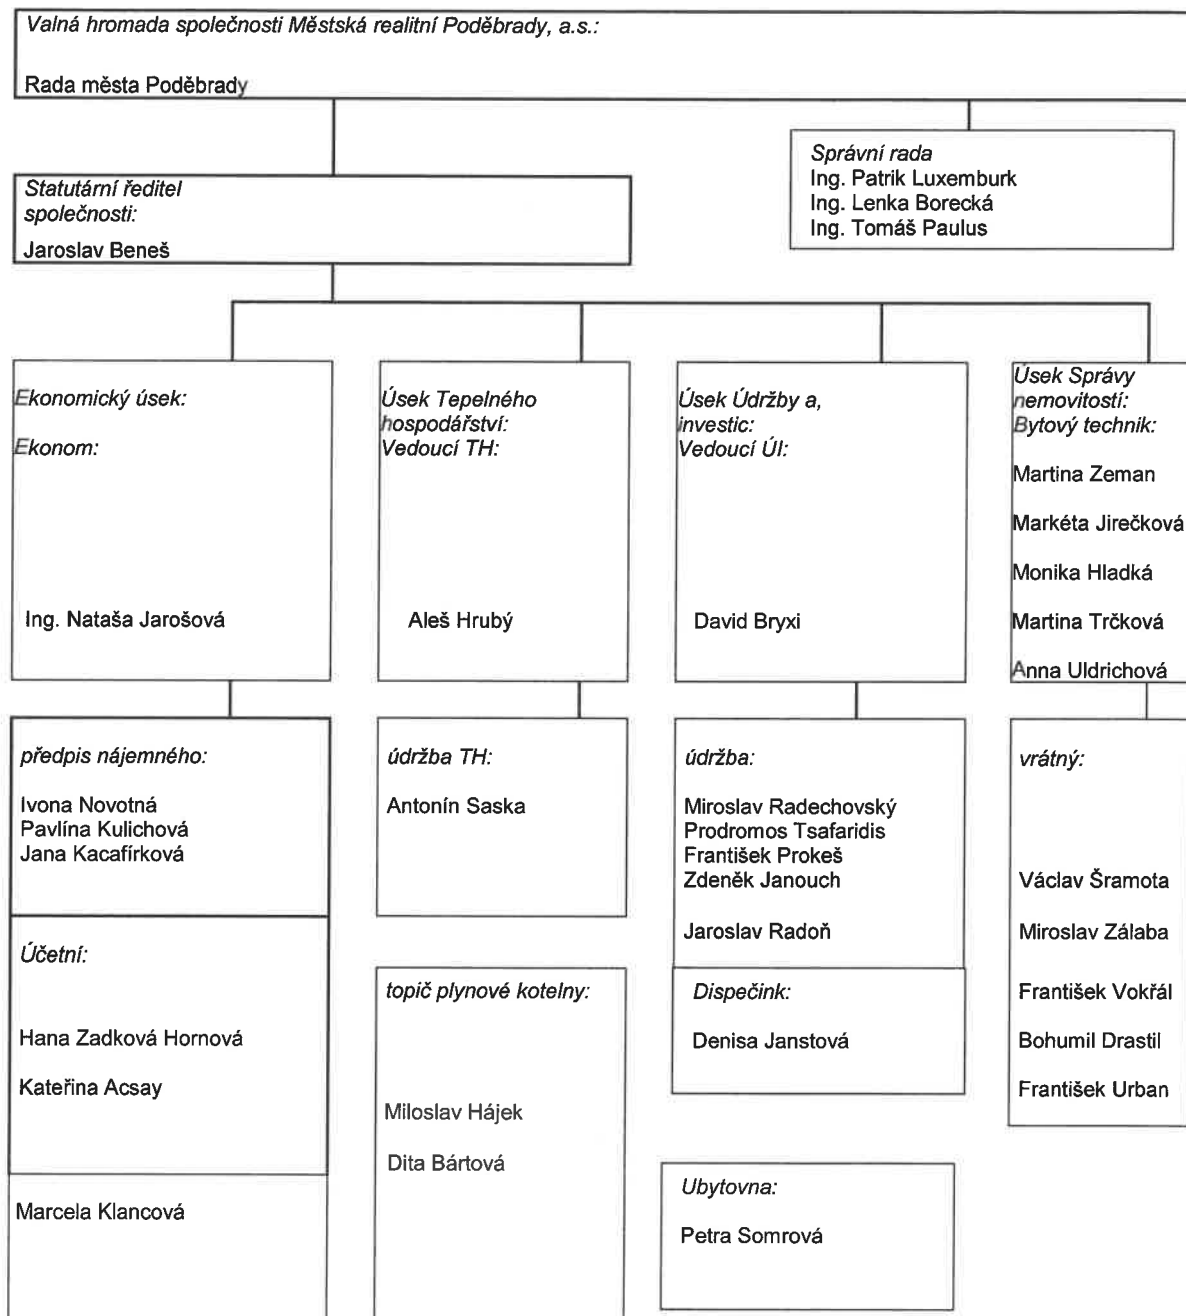 Valná hromada společnosti Městská realitní Poděbrady, a.s.:
Rada města Poděbrady
Správní rada
Ing. Patrik Luxemburk
Ing. Lenka Borecká
Ing. Tomáš Paulus
Statutární ředitel
společnosti:
Jaroslav Beneš
Ekonomický úsek:
Ekonom:
Ing. Nataša Jarošová
Úsek Tepelného
hospodářství:
Vedoucí TH:
Aleš Hrubý
Úsek Údržby a,
investic:
Vedoucí ÚI:
David Bryxi
Úsek Správy
nemovitostí:
Bytový technik:
Martina Zeman
Markéta Jirečková
Monika Hladká
Martina Trčková
Anna Uldrichová
předpis nájemného:
Ivona Novotná
Pavlína Kulichová
Jana Kacafírková
Účetní:
Hana Zadková Hornová
Kateřina Acsay
Marcela Klancová
údržba TH:
Antonín Saska
topič plynové kotelny:
Miloslav Hájek
Dita Bártová
údržba:
Miroslav Radechovský
Prodromos Tsafaridis
František Prokeš
Zdeněk Janouch
Jaroslav Radoň
Dispečink:
Denisa Janstová
Ubytovna:
Petra Somrová
vrátný:
Václav Šramota
Miroslav Zálaba
František Vokřál
Bohumil Drastil
František Urban